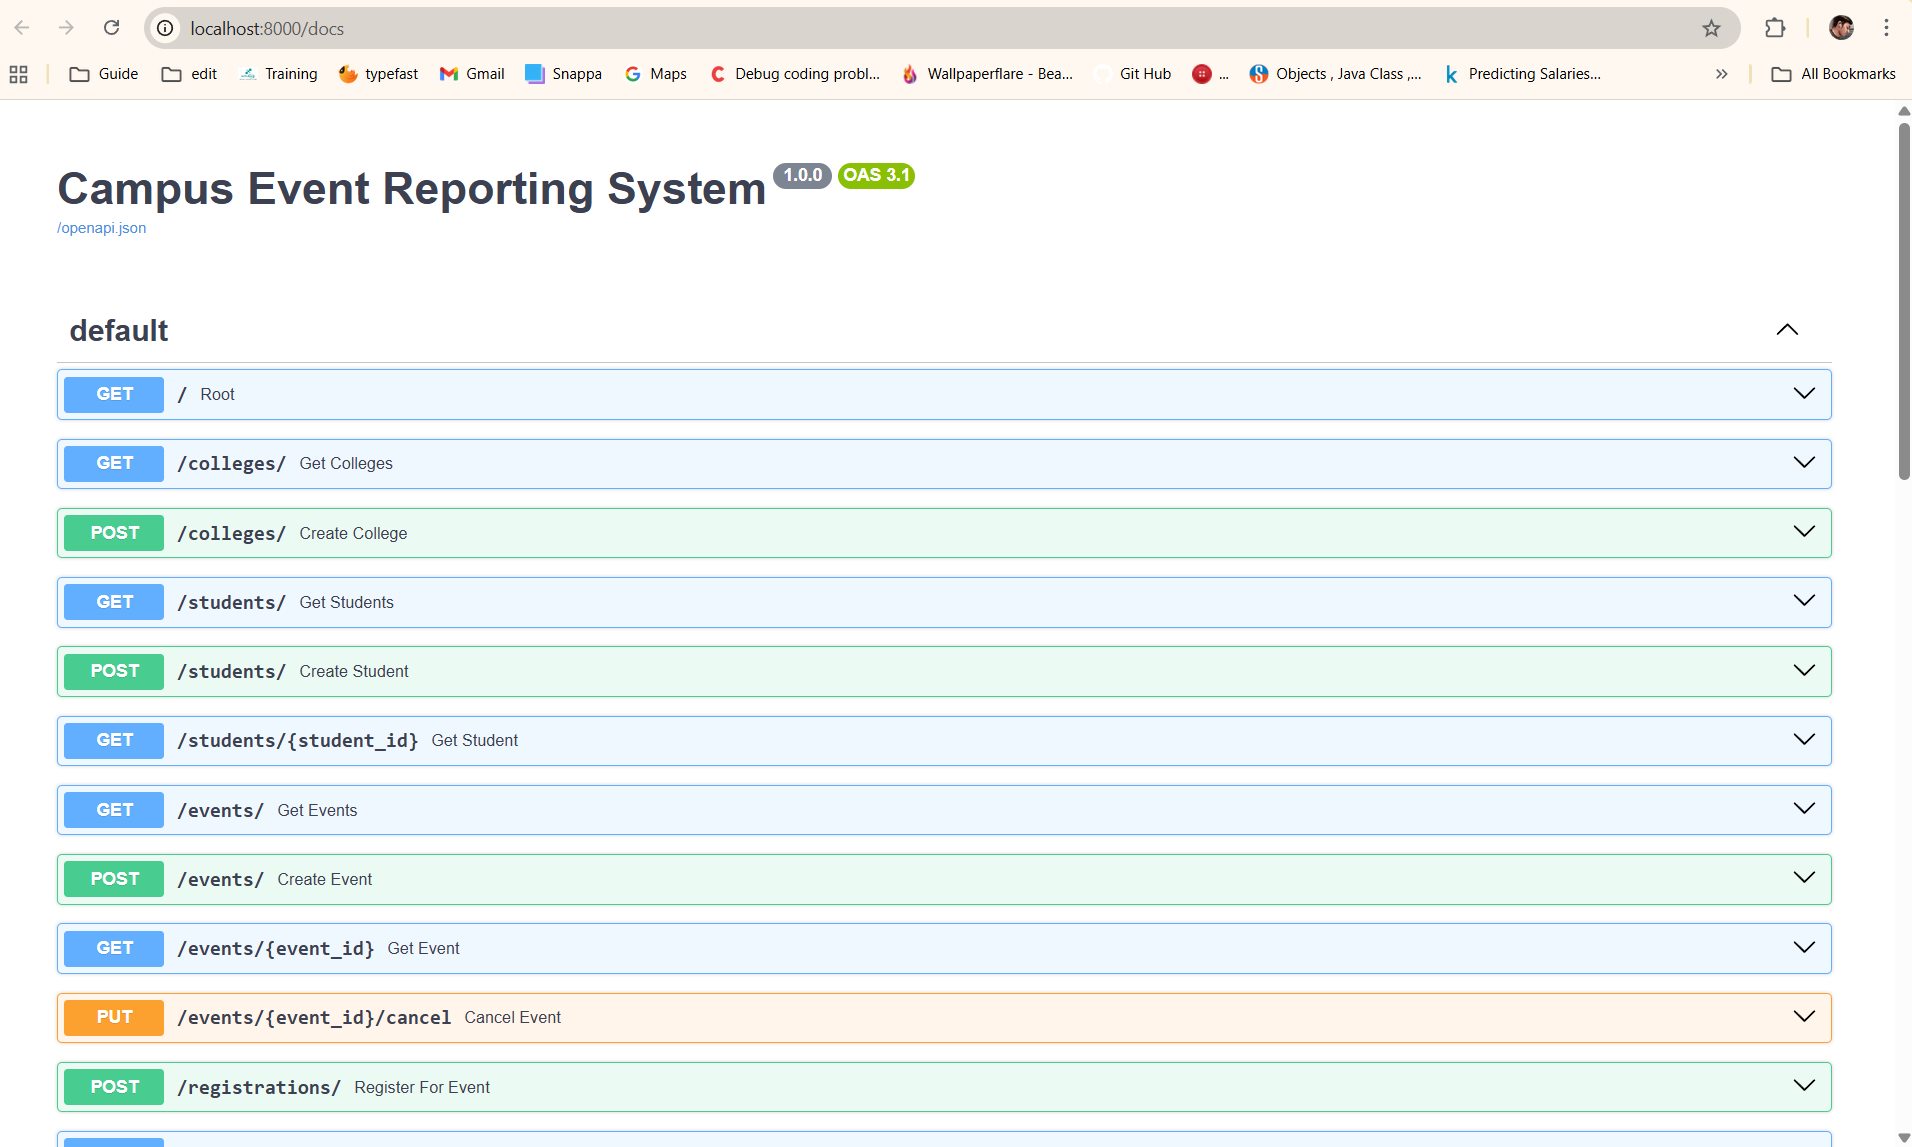 localhost:8000/docs
Guide edit Training typefast Gmail Snappa Maps Debug coding probl... Wallpaperflare - Bea... Git Hub ... Objects , Java Class ,... Predicting Salaries... » All Bookmarks
Campus Event Reporting System 1.0.0 OAS 3.1
/openapi.json
default
GET / Root
GET /colleges/ Get Colleges
POST /colleges/ Create College
GET /students/ Get Students
POST /students/ Create Student
GET /students/{student_id} Get Student
GET /events/ Get Events
POST /events/ Create Event
GET /events/{event_id} Get Event
PUT /events/{event_id}/cancel Cancel Event
POST /registrations/ Register For Event